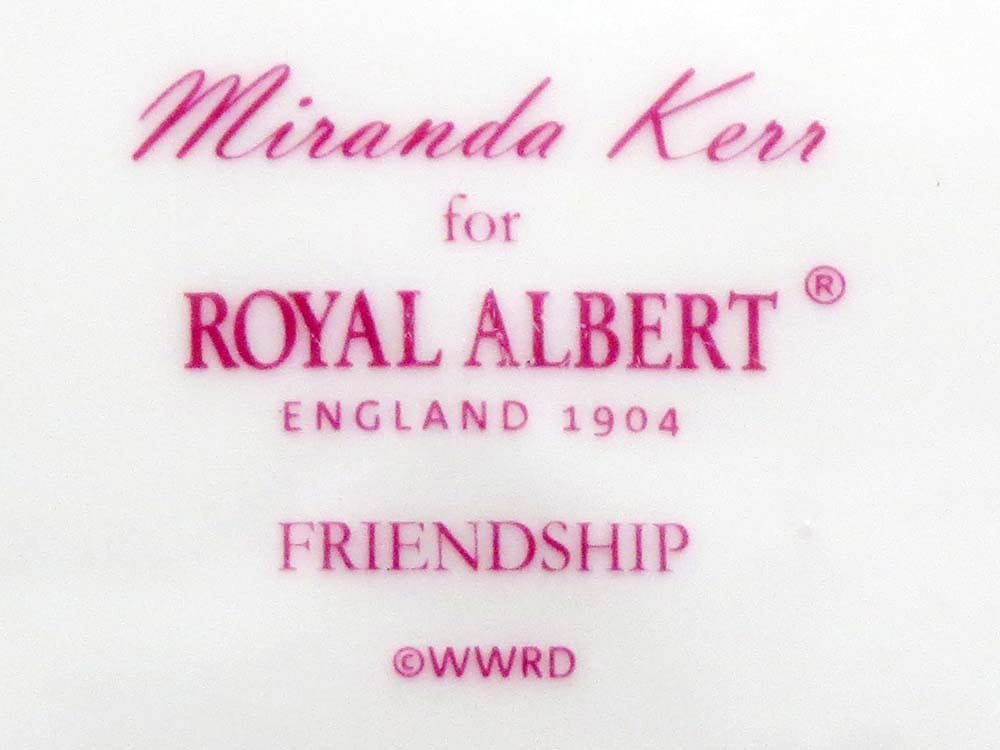 Miranda Kerr
for
ROYAL ALBERT ®
ENGLAND 1904
FRIENDSHIP
©WWRD